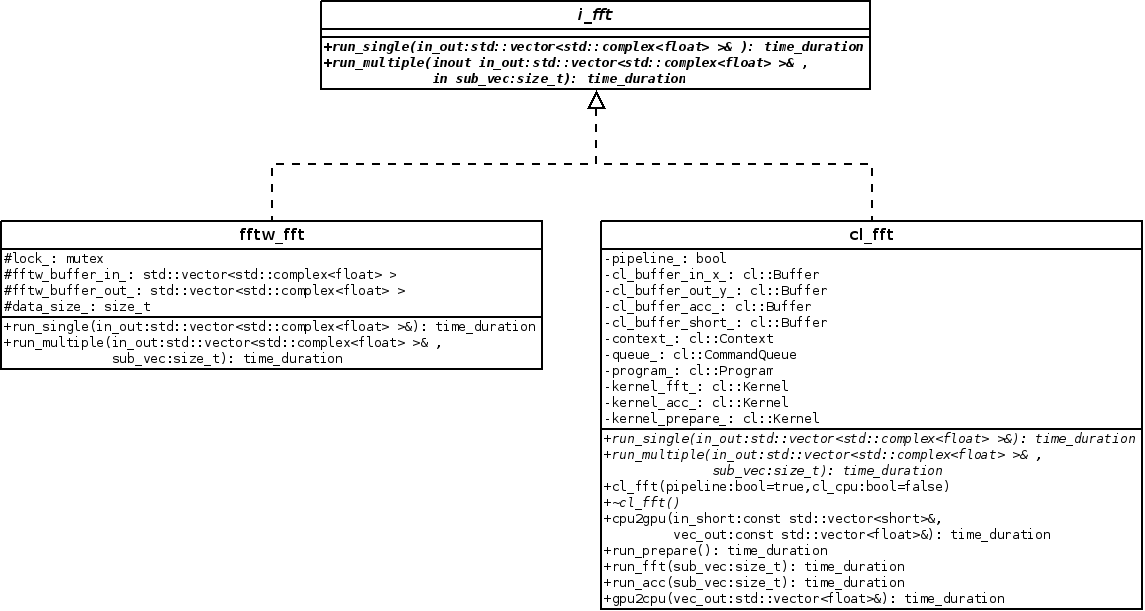 i_fft
+run_single(in_out:std::vector<std::complex<float> >& ): time_duration
+run_multiple(inout in_out:std::vector<std::complex<float> >& ,
in sub_vec:size_t): time_duration
fftw_fft
#lock_: mutex
#fftw_buffer_in_: std::vector<std::complex<float> >
#fftw_buffer_out_: std::vector<std::complex<float> >
#data_size_: size_t
+run_single(in_out:std::vector<std::complex<float> >&): time_duration
+run_multiple(in_out:std::vector<std::complex<float> >& ,
sub_vec:size_t): time_duration
cl_fft
-pipeline_: bool
-cl_buffer_in_x_: cl::Buffer
-cl_buffer_out_y_: cl::Buffer
-cl_buffer_acc_: cl::Buffer
-cl_buffer_short_: cl::Buffer
-context_: cl::Context
-queue_: cl::CommandQueue
-program_: cl::Program
-kernel_fft_: cl::Kernel
-kernel_acc_: cl::Kernel
-kernel_prepare_: cl::Kernel
+run_single(in_out:std::vector<std::complex<float> >&): time_duration
+run_multiple(in_out:std::vector<std::complex<float> >& ,
sub_vec:size_t): time_duration
+cl_fft(pipeline:bool=true,cl_cpu:bool=false)
+~cl_fft()
+cpu2gpu(in_short:const std::vector<short>&,
vec_out:const std::vector<float>&): time_duration
+run_prepare(): time_duration
+run_fft(sub_vec:size_t): time_duration
+run_acc(sub_vec:size_t): time_duration
+gpu2cpu(vec_out:std::vector<float>&): time_duration